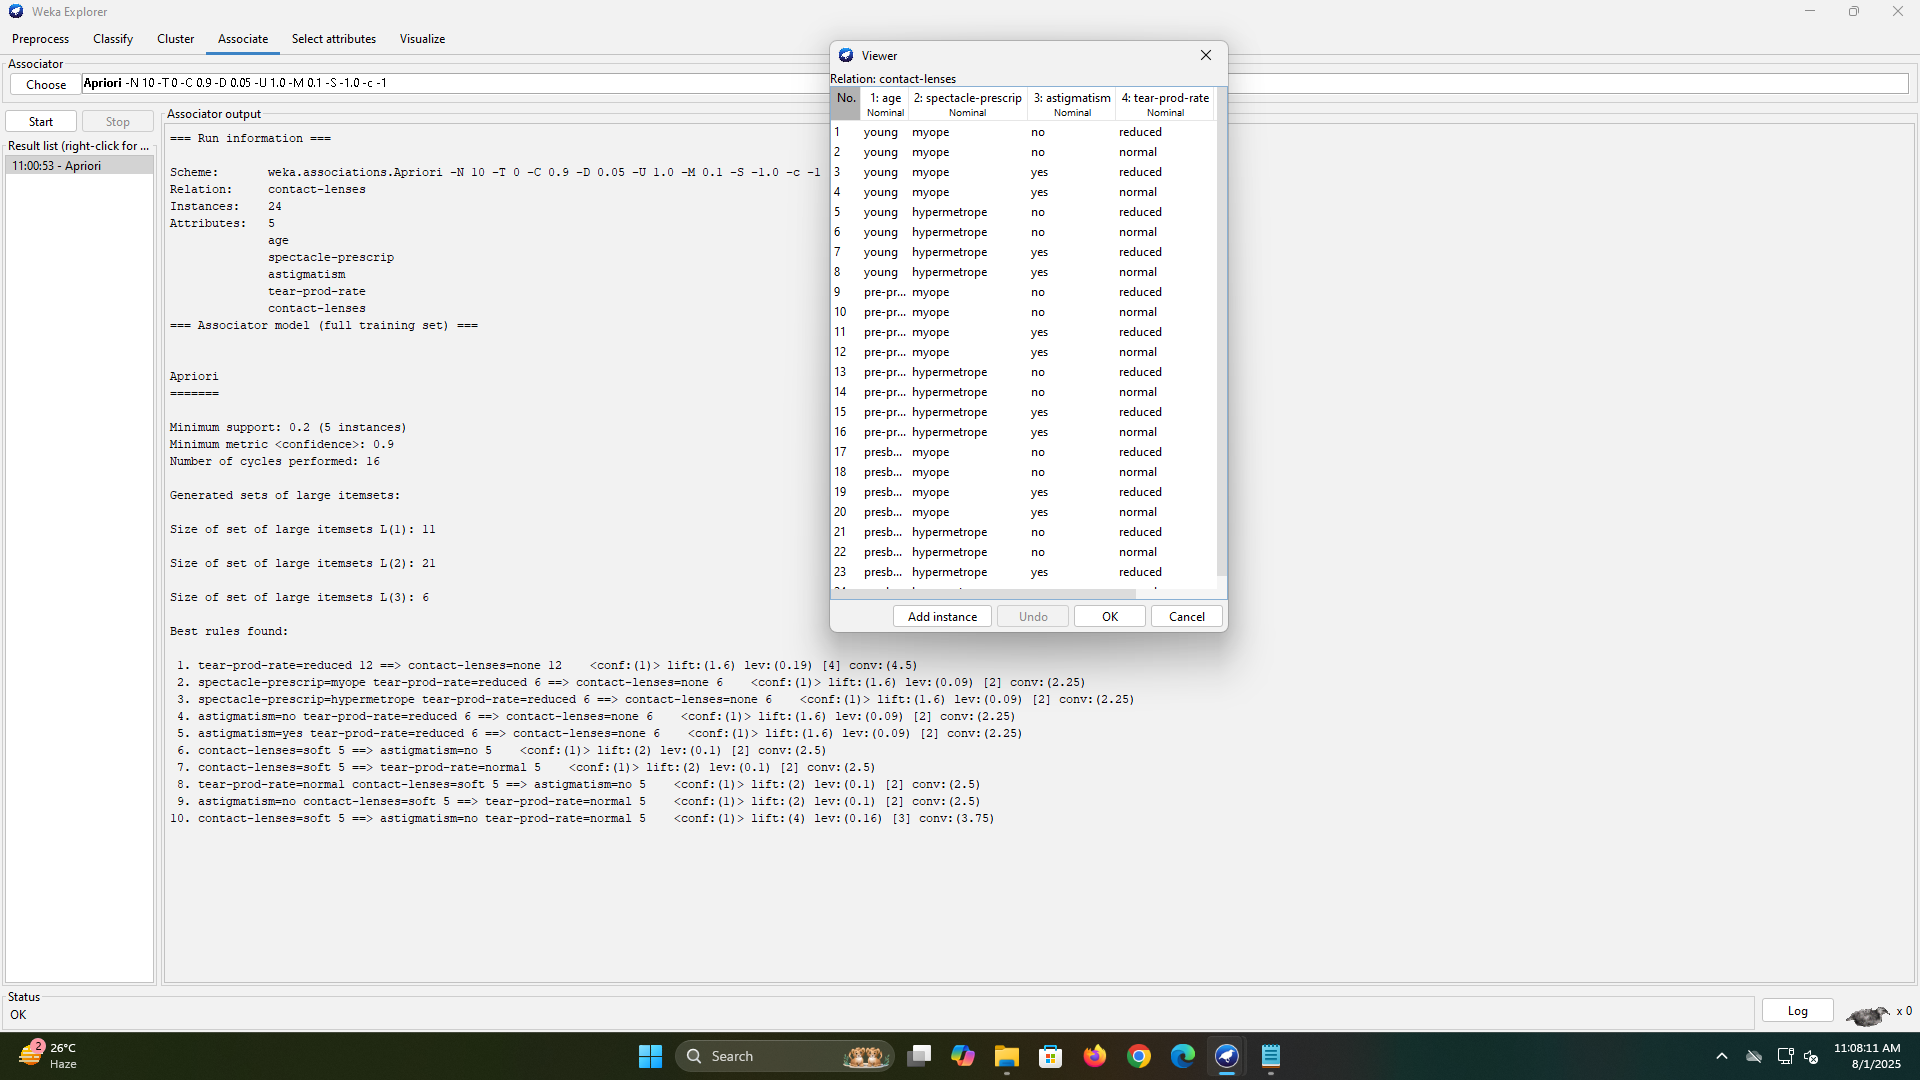 Weka Explorer
Preprocess Classify Cluster Associate Select attributes Visualize
Associator
Choose Apriori -N 10 -T 0 -C 0.9 -D 0.05 -U 1.0 -M 0.1 -S -1.0 -c -1
Start Stop
Result list (right-click for ...
11:00:53 - Apriori
Associator output
=== Run information ===
Scheme: weka.associations.Apriori -N 10 -T 0 -C 0.9 -D 0.05 -U 1.0 -M 0.1 -S -1.0 -c -1
Relation: contact-lenses
Instances: 24
Attributes: 5
age
spectacle-prescrip
astigmatism
tear-prod-rate
contact-lenses
=== Associator model (full training set) ===
Apriori
=======
Minimum support: 0.2 (5 instances)
Minimum metric <confidence>: 0.9
Number of cycles performed: 16
Generated sets of large itemsets:
Size of set of large itemsets L(1): 11
Size of set of large itemsets L(2): 21
Size of set of large itemsets L(3): 6
Best rules found:
1. tear-prod-rate=reduced 12 ==> contact-lenses=none 12 <conf:(1)> lift:(1.6) lev:(0.19) [4] conv:(4.5)
2. spectacle-prescrip=myope tear-prod-rate=reduced 6 ==> contact-lenses=none 6 <conf:(1)> lift:(1.6) lev:(0.09) [2] conv:(2.25)
3. spectacle-prescrip=hypermetrope tear-prod-rate=reduced 6 ==> contact-lenses=none 6 <conf:(1)> lift:(1.6) lev:(0.09) [2] conv:(2.25)
4. astigmatism=no tear-prod-rate=reduced 6 ==> contact-lenses=none 6 <conf:(1)> lift:(1.6) lev:(0.09) [2] conv:(2.25)
5. astigmatism=yes tear-prod-rate=reduced 6 ==> contact-lenses=none 6 <conf:(1)> lift:(1.6) lev:(0.09) [2] conv:(2.25)
6. contact-lenses=soft 5 ==> astigmatism=no 5 <conf:(1)> lift:(2) lev:(0.1) [2] conv:(2.5)
7. contact-lenses=soft 5 ==> tear-prod-rate=normal 5 <conf:(1)> lift:(2) lev:(0.1) [2] conv:(2.5)
8. tear-prod-rate=normal contact-lenses=soft 5 ==> astigmatism=no 5 <conf:(1)> lift:(2) lev:(0.1) [2] conv:(2.5)
9. astigmatism=no contact-lenses=soft 5 ==> tear-prod-rate=normal 5 <conf:(1)> lift:(2) lev:(0.1) [2] conv:(2.5)
10. contact-lenses=soft 5 ==> astigmatism=no tear-prod-rate=normal 5 <conf:(1)> lift:(4) lev:(0.16) [3] conv:(3.75)
Viewer
Relation: contact-lenses
No. 1: age 2: spectacle-prescrip 3: astigmatism 4: tear-prod-rate
Nominal Nominal Nominal Nominal
1 young myope no reduced
2 young myope no normal
3 young myope yes reduced
4 young myope yes normal
5 young hypermetrope no reduced
6 young hypermetrope no normal
7 young hypermetrope yes reduced
8 young hypermetrope yes normal
9 pre-pr... myope no reduced
10 pre-pr... myope no normal
11 pre-pr... myope yes reduced
12 pre-pr... myope yes normal
13 pre-pr... hypermetrope no reduced
14 pre-pr... hypermetrope no normal
15 pre-pr... hypermetrope yes reduced
16 pre-pr... hypermetrope yes normal
17 presb... myope no reduced
18 presb... myope no normal
19 presb... myope yes reduced
20 presb... myope yes normal
21 presb... hypermetrope no reduced
22 presb... hypermetrope no normal
23 presb... hypermetrope yes reduced
Add instance Undo OK Cancel
Status
OK
Log x 0
2
26°C
Haze
Search
11:08:11 AM
8/1/2025